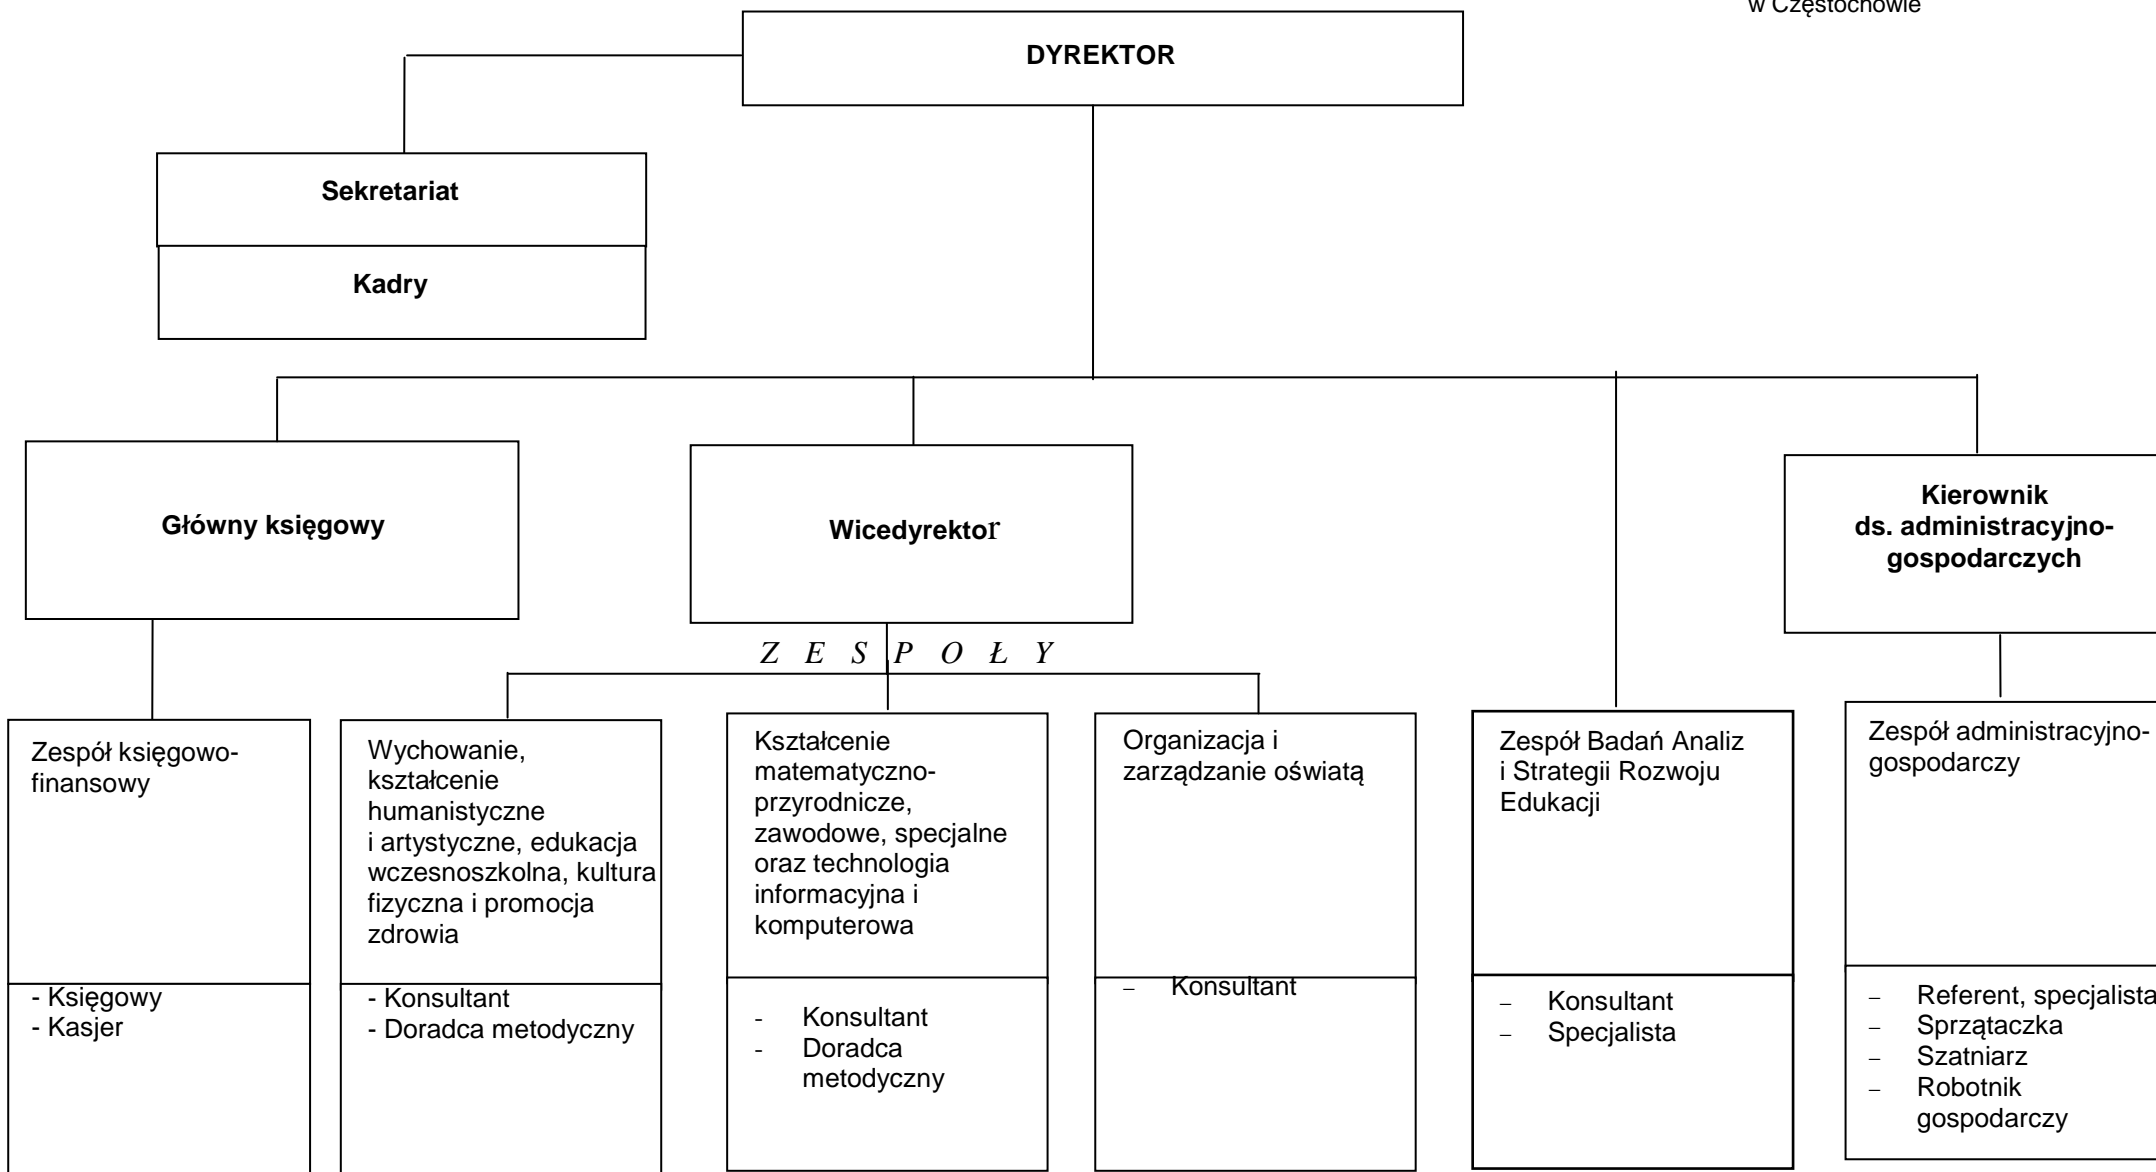 w Częstochowie
DYREKTOR
Sekretariat
Kadry
Główny księgowy
Wicedyrektor
Kierownik
ds. administracyjno-
gospodarczych
Z E S P O Ł Y
Zespół księgowo-
finansowy
- Księgowy
- Kasjer
Wychowanie,
kształcenie
humanistyczne
i artystyczne, edukacja
wczesnoszkolna, kultura
fizyczna i promocja
zdrowia
- Konsultant
- Doradca metodyczny
Kształcenie
matematyczno-
przyrodnicze,
zawodowe, specjalne
oraz technologia
informacyjna i
komputerowa
- Konsultant
- Doradca
metodyczny
Organizacja i
zarządzanie oświatą
– Konsultant
Zespół Badań Analiz
i Strategii Rozwoju
Edukacji
– Konsultant
– Specjalista
Zespół administracyjno-
gospodarczy
– Referent, specjalista
– Sprzątaczka
– Szatniarz
– Robotnik
gospodarczy